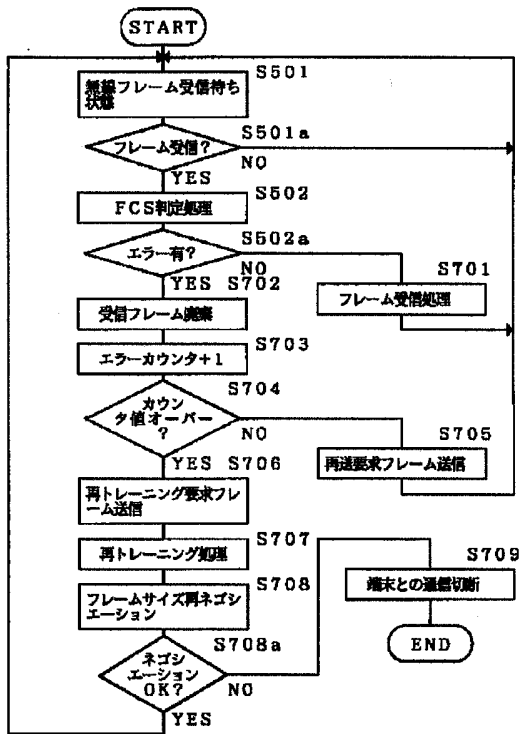 START
S501
無線フレーム受信待ち
状態
S501a
フレーム受信?
NO
YES
S502
FCS判定処理
S502a
エラー有?
NO
YES
S701
フレーム受信処理
S702
受信フレーム廃棄
S703
エラーカウンタ+1
S704
カウン
タ値オーバー
?
NO
YES
S705
再送要求フレーム送信
S706
再トレーニング要求フレ
ーム送信
S707
再トレーニング処理
S708
フレームサイズ再ネゴシ
エーション
S708a
ネゴシ
エーション
OK?
NO
YES
S709
端末との通信切断
END